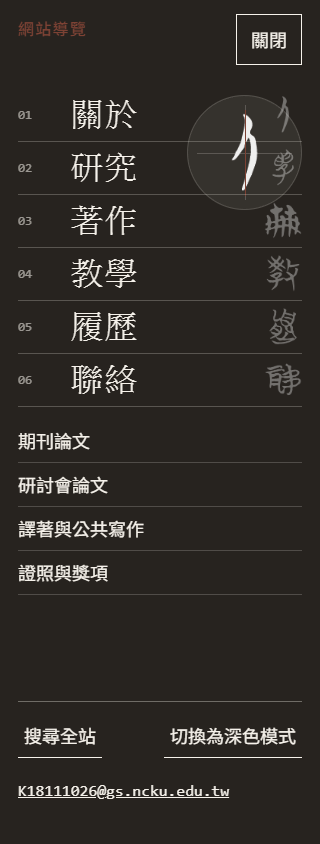 網站導覽
關閉
01 關於
02 研究
03 著作
04 教學
05 履歷
06 聯絡
期刊論文
研討會論文
譯著與公共寫作
證照與獎項
搜尋全站
切換為深色模式
K18111026@gs.ncku.edu.tw